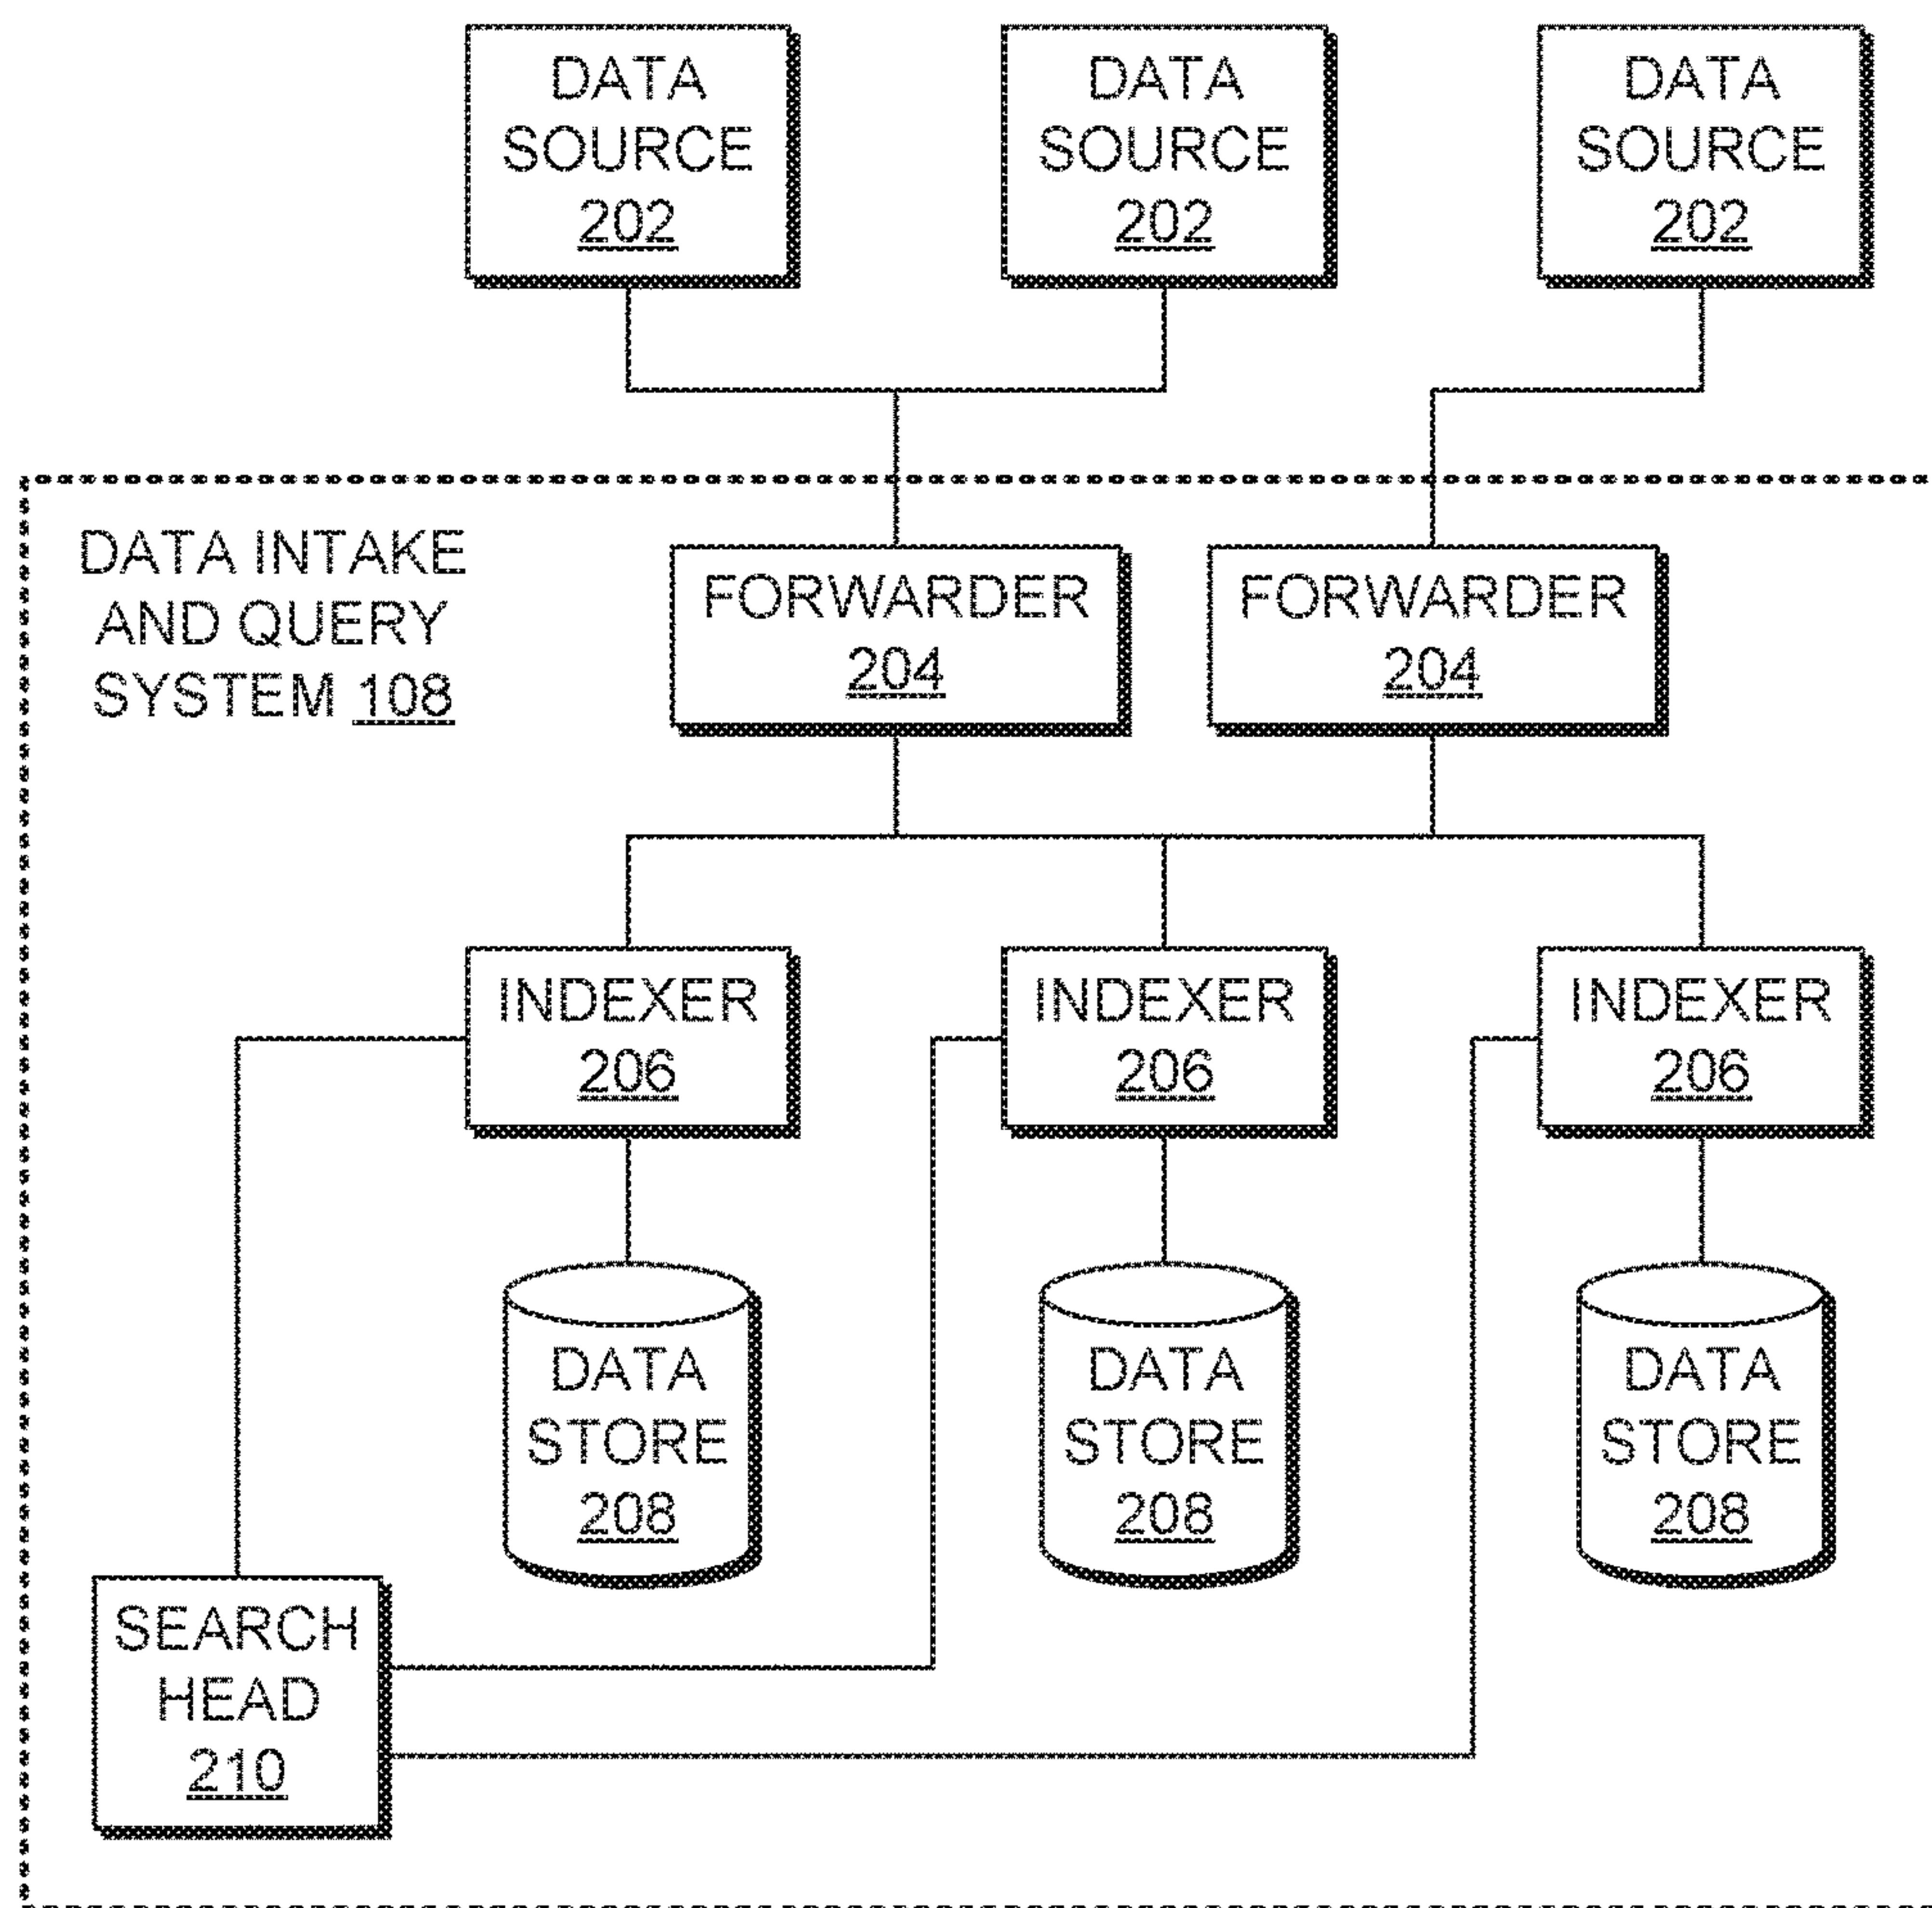 DATA
SOURCE
202
DATA
SOURCE
202
DATA
SOURCE
202
DATA INTAKE
AND QUERY
SYSTEM 108
FORWARDER
204
FORWARDER
204
INDEXER
206
INDEXER
206
INDEXER
206
DATA
STORE
208
DATA
STORE
208
DATA
STORE
208
SEARCH
HEAD
210